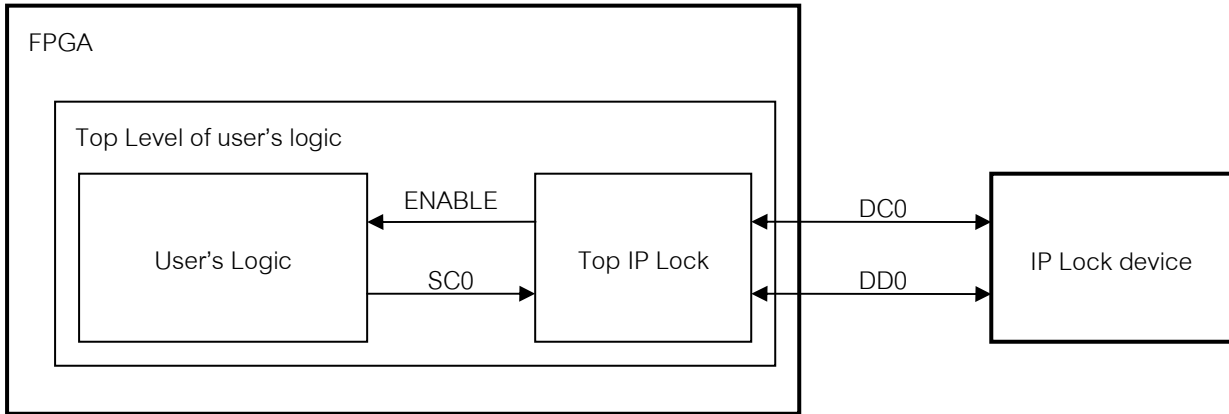 FPGA
Top Level of user's logic
ENABLE
DC0
User's Logic
Top IP Lock
IP Lock device
SC0
DD0